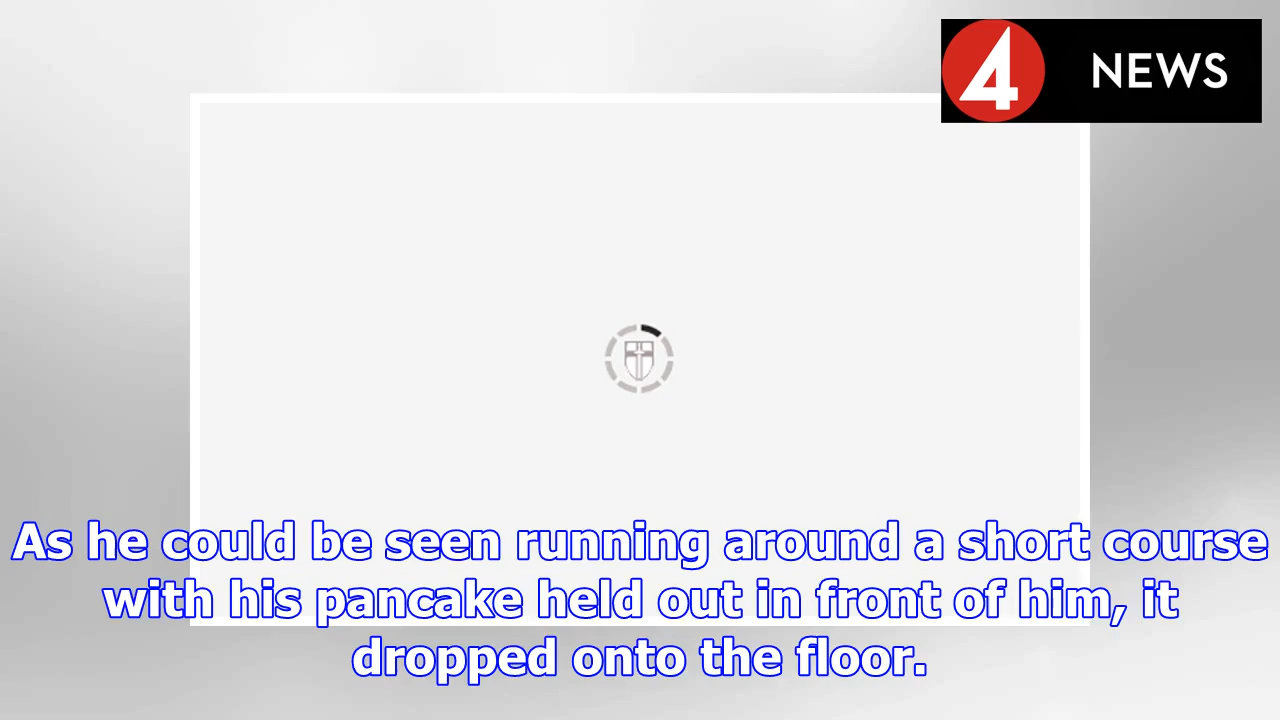 4 NEWS
As he could be seen running around a short course
with his pancake held out in front of him, it
dropped onto the floor.